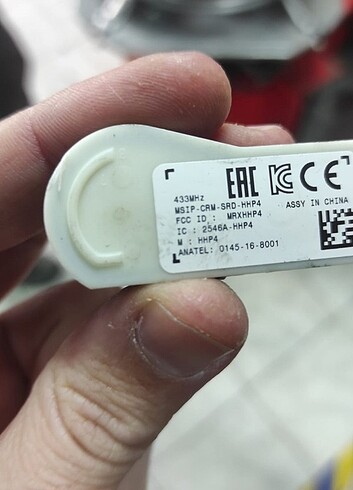 EAC CE
433MHz
MSIP-CRM-SRD-HHP4
FCC ID : MRXHHP4 ASSY IN CHINA
IC : 2546A-HHP4
M : HHP4
ANATEL: 0145-16-8001